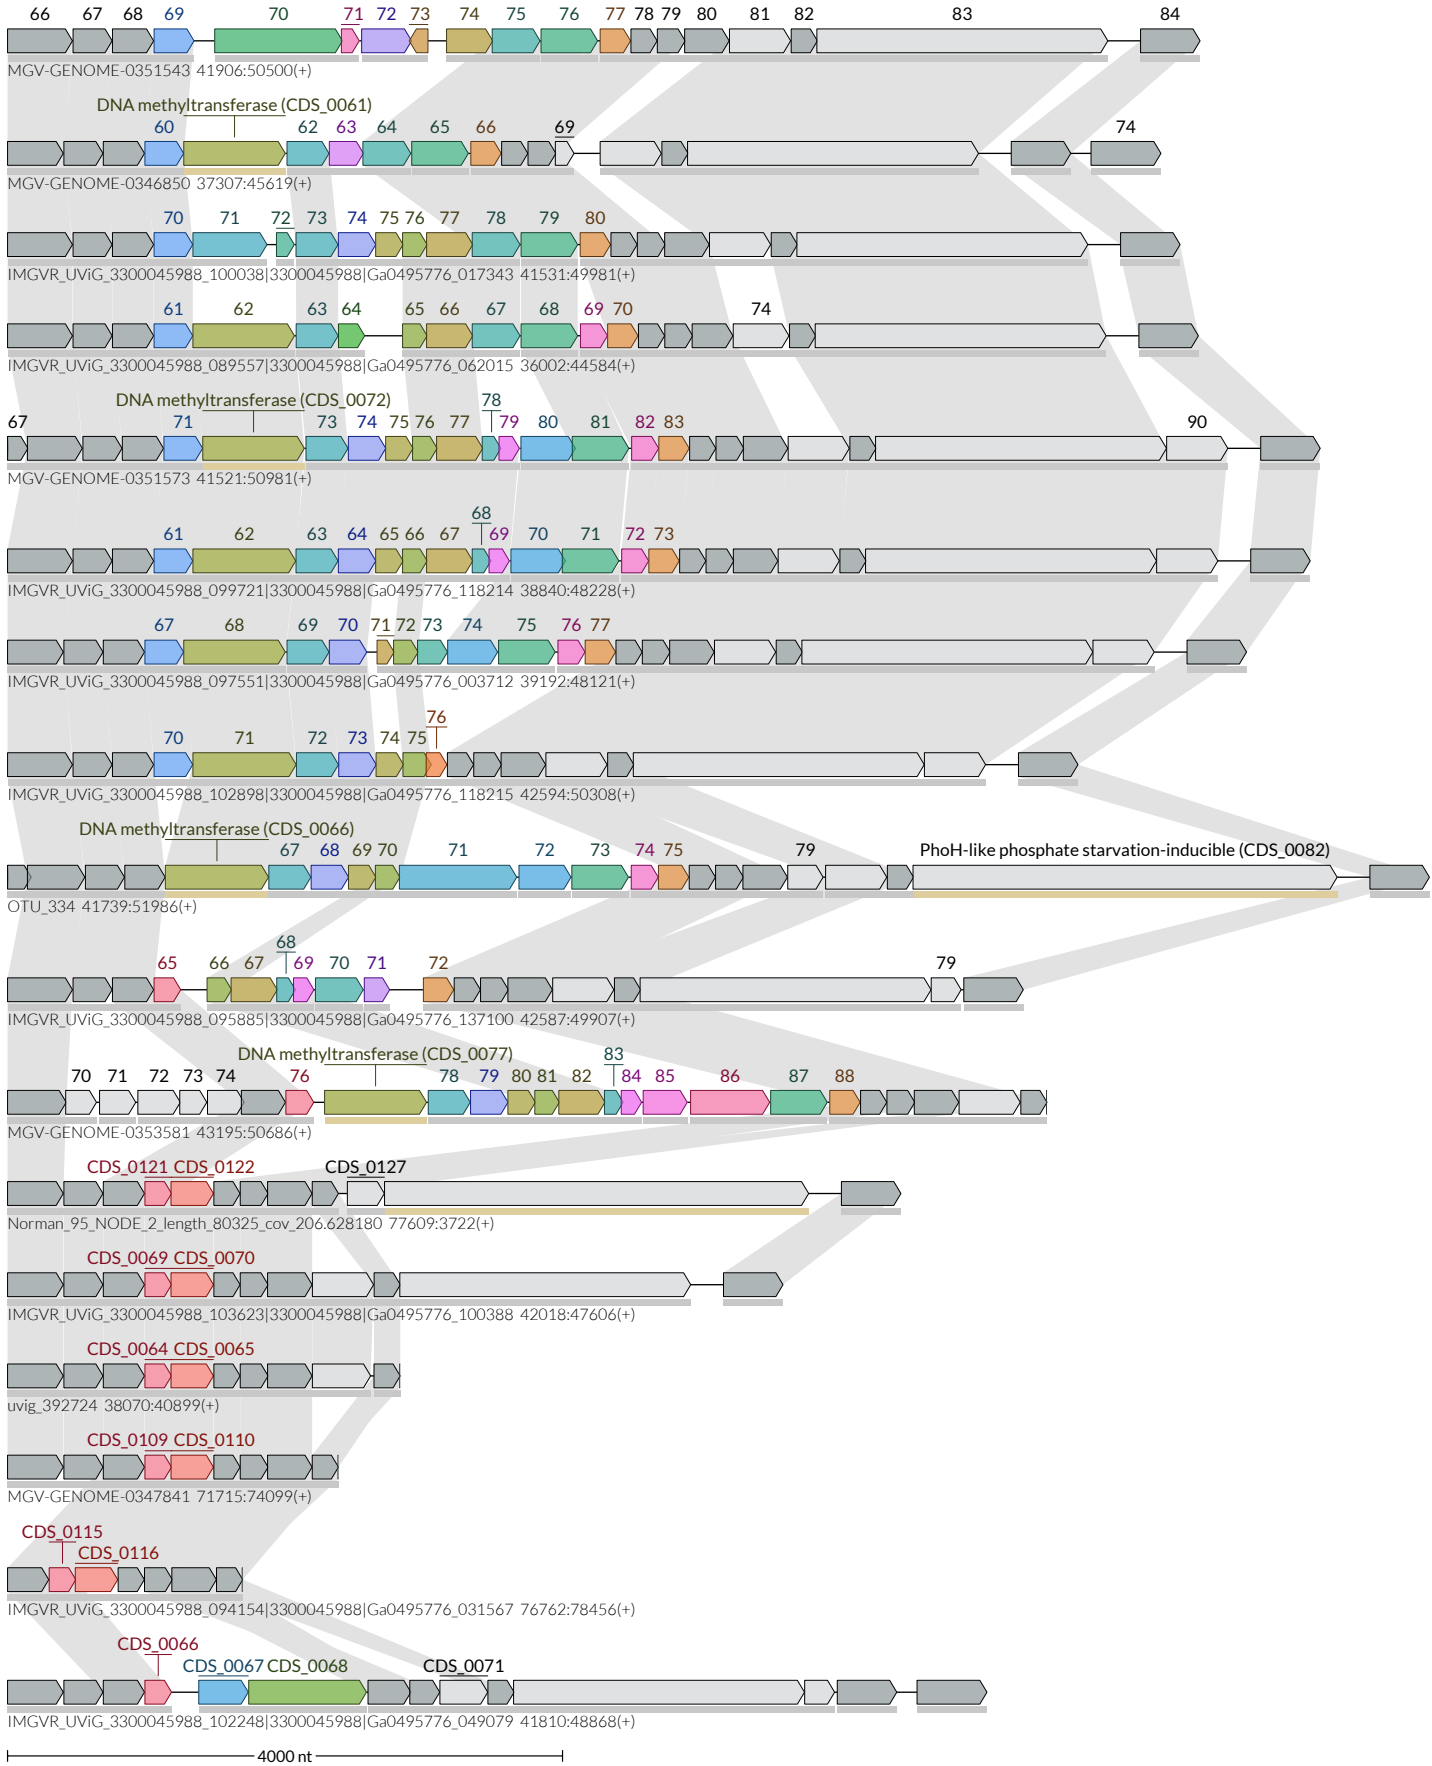 66 67 68 69 70 71 72 73 74 75 76 77 78 79 80 81 82 83 84
MGV-GENOME-0351543 41906:50500(+)
DNA methyltransferase (CDS_0061)
60 62 63 64 65 66 69 74
MGV-GENOME-0346850 37307:45619(+)
70 71 72 73 74 75 76 77 78 79 80
IMGVR_UViG_3300045988_100038|3300045988|Ga0495776_017343 41531:49981(+)
61 62 63 64 65 66 67 68 69 70 74
IMGVR_UViG_3300045988_089557|3300045988|Ga0495776_062015 36002:44584(+)
DNA methyltransferase (CDS_0072)
78
67 71 73 74 75 76 77 79 80 81 82 83 90
MGV-GENOME-0351573 41521:50981(+)
68
61 62 63 64 65 66 67 69 70 71 72 73
IMGVR_UViG_3300045988_099721|3300045988|Ga0495776_118214 38840:48228(+)
67 68 69 70 71 72 73 74 75 76 77
IMGVR_UViG_3300045988_097551|3300045988|Ga0495776_003712 39192:48121(+)
76
70 71 72 73 74 75
IMGVR_UViG_3300045988_102898|3300045988|Ga0495776_118215 42594:50308(+)
DNA methyltransferase (CDS_0066)
67 68 69 70 71 72 73 74 75 79 PhoH-like phosphate starvation-inducible (CDS_0082)
OTU_334 41739:51986(+)
68
65 66 67 69 70 71 72 79
IMGVR_UViG_3300045988_095885|3300045988|Ga0495776_137100 42587:49907(+)
DNA methyltransferase (CDS_0077) 83
70 71 72 73 74 76 78 79 80 81 82 84 85 86 87 88
MGV-GENOME-0353581 43195:50686(+)
CDS_0121 CDS_0122 CDS_0127
Norman_95_NODE_2_length_80325_cov_206.628180 77609:3722(+)
CDS_0069 CDS_0070
IMGVR_UViG_3300045988_103623|3300045988|Ga0495776_100388 42018:47606(+)
CDS_0064 CDS_0065
uvig_392724 38070:40899(+)
CDS_0109 CDS_0110
MGV-GENOME-0347841 71715:74099(+)
CDS_0115
CDS_0116
IMGVR_UViG_3300045988_094154|3300045988|Ga0495776_031567 76762:78456(+)
CDS_0066
CDS_0067 CDS_0068 CDS_0071
IMGVR_UViG_3300045988_102248|3300045988|Ga0495776_049079 41810:48868(+)
4000 nt